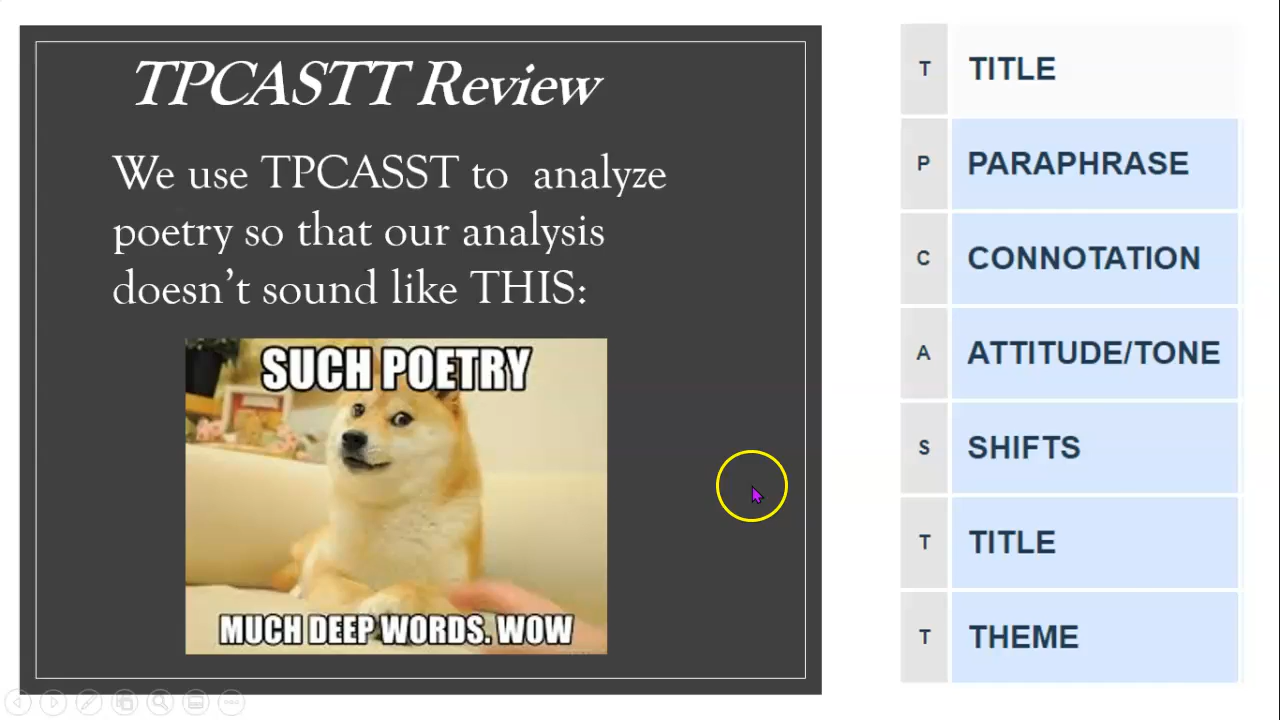 TPCASTT Review
We use TPCASST to analyze
poetry so that our analysis
doesn’t sound like THIS:
SUCH POETRY
MUCH DEEP WORDS. WOW
T TITLE
P PARAPHRASE
C CONNOTATION
A ATTITUDE/TONE
S SHIFTS
T TITLE
T THEME